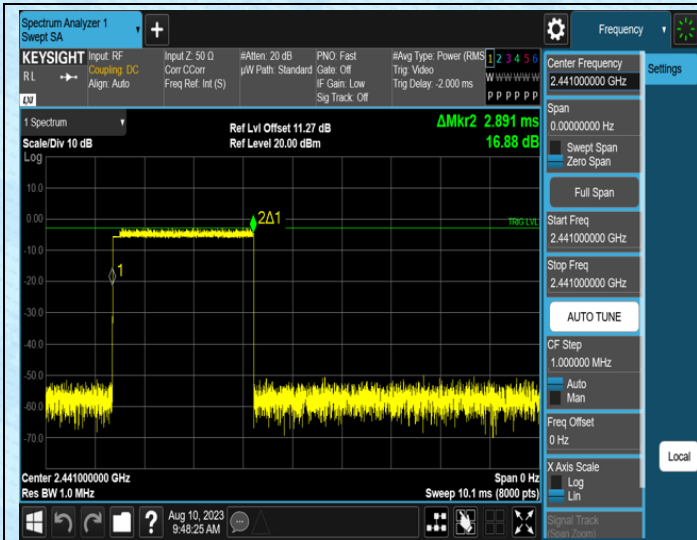 Spectrum Analyzer 1
Swept SA
Frequency
KEYSIGHT
RL
Input: RF
Coupling: DC
Align: Auto
Input Z: 50 Ω
Corr CCorr
Freq Ref: Int (S)
#Atten: 20 dB
µW Path: Standard
PNO: Fast
Gate: Off
IF Gain: Low
Sig Track: Off
#Avg Type: Power (RMS
Trig: Video
Trig Delay: -2.000 ms
1 2 3 4 5 6
W W W W W W
P P P P P P
Center Frequency
2.441000000 GHz
Settings
Span
0.00000000 Hz
Swept Span
Zero Span
Full Span
Start Freq
2.441000000 GHz
Stop Freq
2.441000000 GHz
AUTO TUNE
CF Step
1.000000 MHz
Auto
Man
Freq Offset
0 Hz
X Axis Scale
Log
Lin
Local
Signal Track
(Span Zoom)
1 Spectrum
Scale/Div 10 dB
Ref Lvl Offset 11.27 dB
Ref Level 20.00 dBm
ΔMkr2 2.891 ms
16.88 dB
Log
10.0
0.00
-10.0
-20.0
-30.0
-40.0
-50.0
-60.0
-70.0
2Δ1
1
TRIG LVL
Center 2.441000000 GHz
Res BW 1.0 MHz
Span 0 Hz
Sweep 10.1 ms (8000 pts)
?
Aug 10, 2023
9:48:25 AM